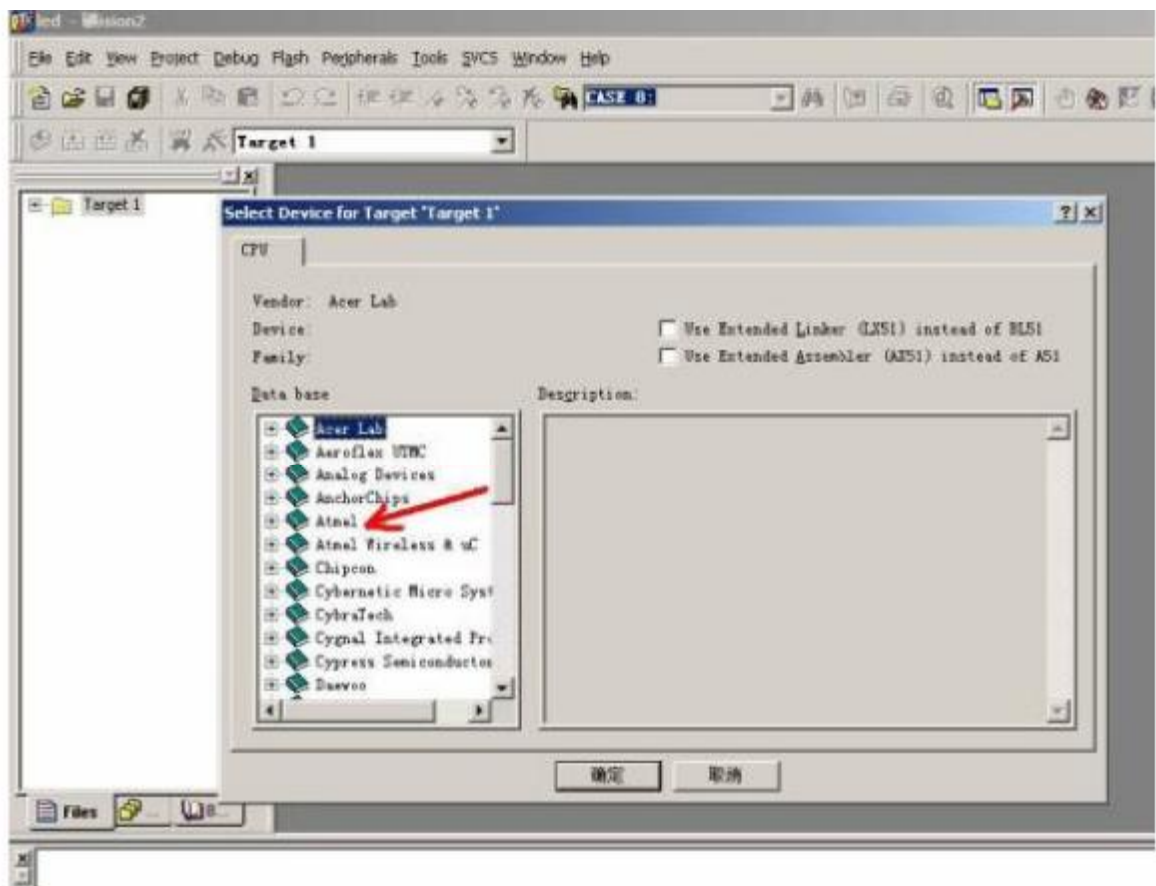 led - μVision2
File Edit View Project Debug Flash Peripherals Tools SVCS Window Help
CASE 8:
Target 1
Target 1
Select Device for Target 'Target 1'
CPU
Vendor: Acer Lab
Device:
Family:
Use Extended Linker (LX51) instead of BL51
Use Extended Assembler (AX51) instead of A51
Data base
Description:
Acer Lab
Aeroflex UTMC
Analog Devices
AnchorChips
Atmel
Atmel Wireless & uC
Chipcon
Cybernetic Micro Syst
CybraTech
Cygnal Integrated Pr
Cypress Semiconductor
Daewoo
确定
取消
Files
B...